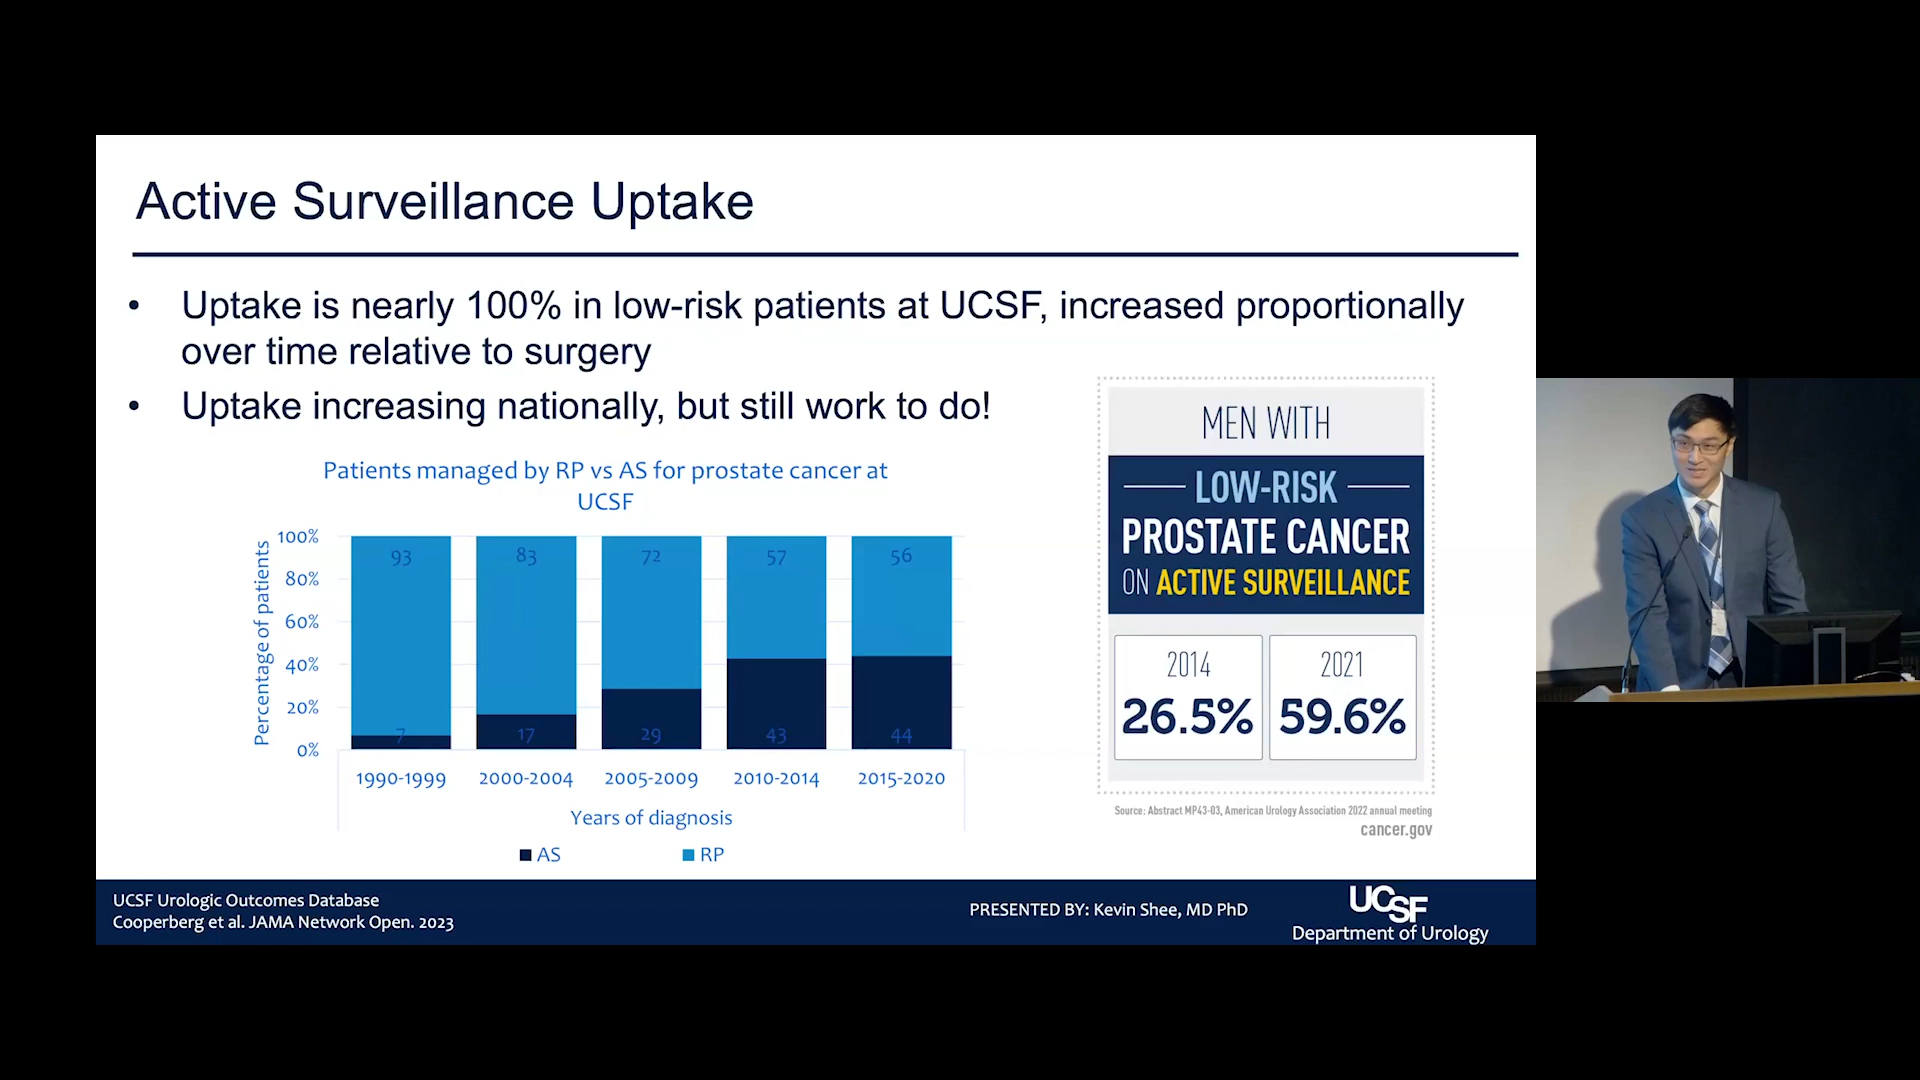 Active Surveillance Uptake
• Uptake is nearly 100% in low-risk patients at UCSF, increased proportionally
over time relative to surgery
• Uptake increasing nationally, but still work to do!
Patients managed by RP vs AS for prostate cancer at
UCSF
Percentage of patients
100%
80%
60%
40%
20%
0%
93 83 72 57 56
7 17 29 43 44
1990-1999 2000-2004 2005-2009 2010-2014 2015-2020
Years of diagnosis
AS RP
MEN WITH
LOW-RISK
PROSTATE CANCER
ON ACTIVE SURVEILLANCE
2014 2021
26.5% 59.6%
Source: Abstract MP43-03, American Urology Association 2022 annual meeting
cancer.gov
UCSF Urologic Outcomes Database
Cooperberg et al. JAMA Network Open. 2023
PRESENTED BY: Kevin Shee, MD PhD
UCSF
Department of Urology